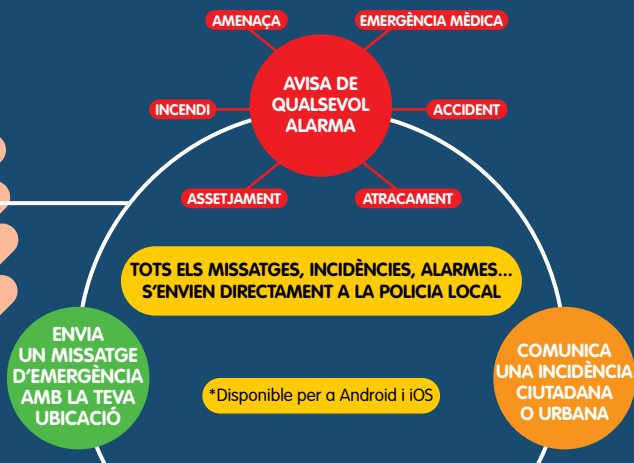 AMENAÇA
EMERGÈNCIA MÈDICA
AVISA DE
QUALSEVOL
ALARMA
INCENDI
ACCIDENT
ASSETJAMENT
ATRACAMENT
TOTS ELS MISSATGES, INCIDÈNCIES, ALARMES...
S'ENVIEN DIRECTAMENT A LA POLICIA LOCAL
ENVIA
UN MISSATGE
D'EMERGÈNCIA
AMB LA TEVA
UBICACIÓ
*Disponible per a Android i iOS
COMUNICA
UNA INCIDÈNCIA
CIUTADANA
O URBANA